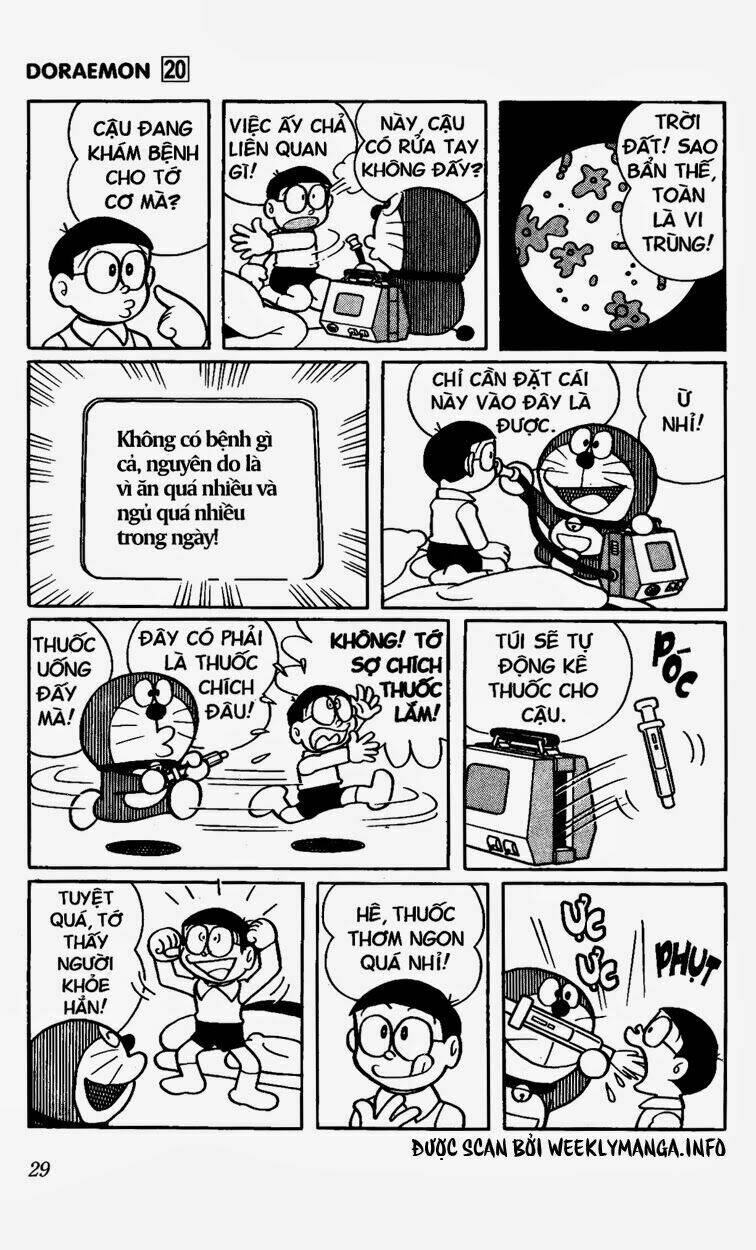 DORAEMON 20
TRỜI
ĐẤT! SAO
BẨN THẾ,
TOÀN
LÀ VI
TRÙNG!
NÀY, CẬU
CÓ RỬA TAY
KHÔNG ĐẤY?
VIỆC ẤY CHẢ
LIÊN QUAN
GÌ!
CẬU ĐANG
KHÁM BỆNH
CHO TỚ
CƠ MÀ?
Ừ
NHỈ!
CHỈ CẦN ĐẶT CÁI
NÀY VÀO ĐÂY LÀ
ĐƯỢC.
Không có bệnh gì
cả, nguyên do là
vì ăn quá nhiều và
ngủ quá nhiều
trong ngày!
PÓC
TÚI SẼ TỰ
ĐỘNG KÊ
THUỐC CHO
CẬU.
KHÔNG! TỚ
SỢ CHÍCH
THUỐC
LẮM!
ĐÂY CÓ PHẢI
LÀ THUỐC
CHÍCH
ĐÂU!
THUỐC
UỐNG
ĐẤY
MÀ!
PHỤT
ỰC
ỰC
HÊ, THUỐC
THƠM NGON
QUÁ NHỈ!
TUYỆT
QUÁ, TỚ
THẤY
NGƯỜI
KHỎE
HẲN!
ĐƯỢC SCAN BỞI WEEKLYMANGA.INFO
29